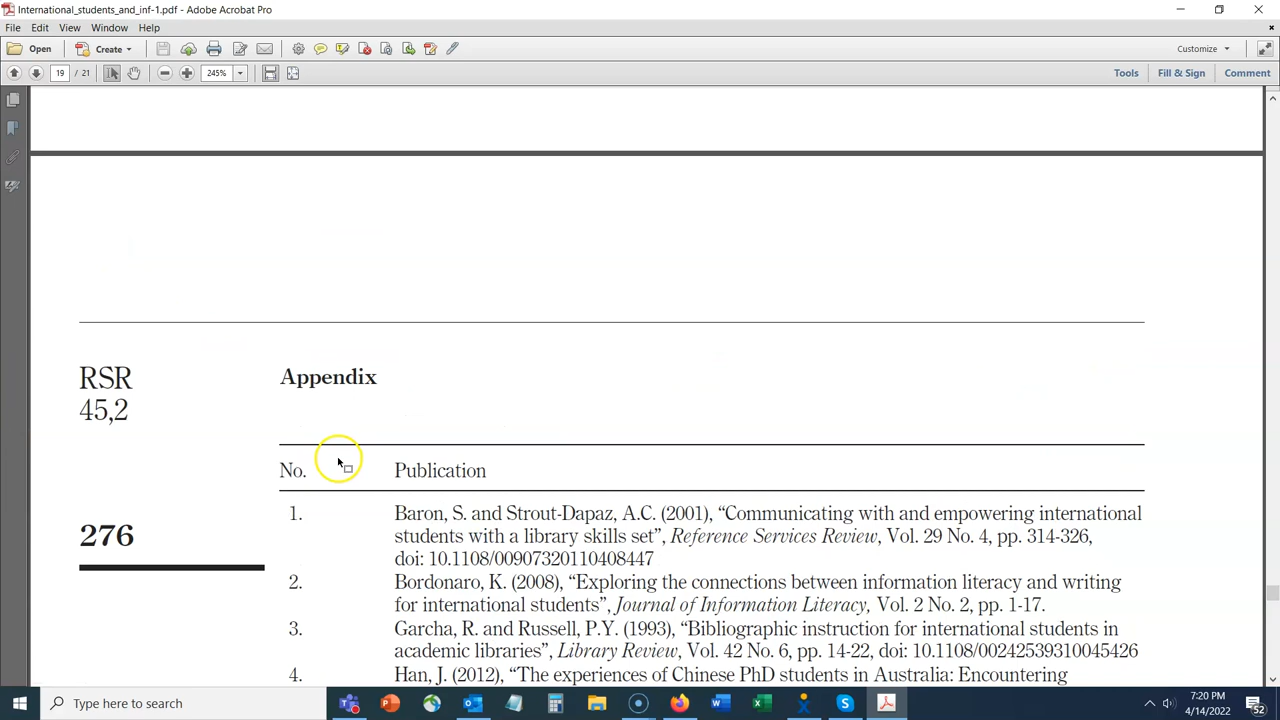 International_students_and_inf-1.pdf - Adobe Acrobat Pro
File Edit View Window Help
Open Create Customize
19 / 21 245% Tools Fill & Sign Comment
RSR
45,2
276
Appendix
No. Publication
1. Baron, S. and Strout-Dapaz, A.C. (2001), “Communicating with and empowering international
students with a library skills set”, Reference Services Review, Vol. 29 No. 4, pp. 314-326,
doi: 10.1108/00907320110408447
2. Bordonaro, K. (2008), “Exploring the connections between information literacy and writing
for international students”, Journal of Information Literacy, Vol. 2 No. 2, pp. 1-17.
3. Garcha, R. and Russell, P.Y. (1993), “Bibliographic instruction for international students in
academic libraries”, Library Review, Vol. 42 No. 6, pp. 14-22, doi: 10.1108/00242539310045426
4. Han, J. (2012), “The experiences of Chinese PhD students in Australia: Encountering
Type here to search
7:20 PM
4/14/2022
52